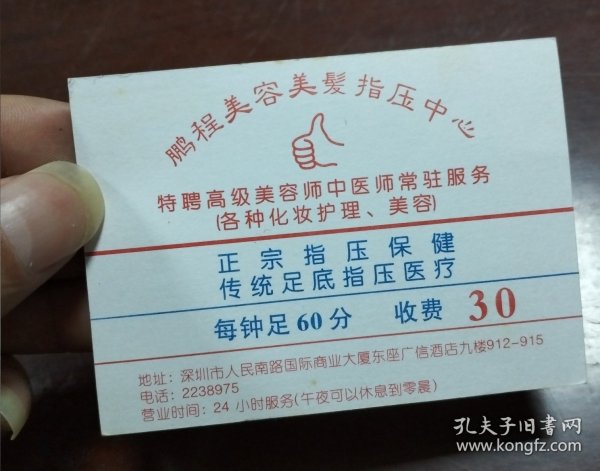 鹏程美容美髪指压中心
特聘高级美容师中医师常驻服务
(各种化妆护理、美容)
正宗指压保健
传统足底指压医疗
每钟足60分 收费 30
地址：深圳市人民南路国际商业大厦东座广信酒店九楼912-915
电话：2238975
营业时间：24 小时服务(午夜可以休息到零晨)
孔夫子旧书网
www.kongfz.com